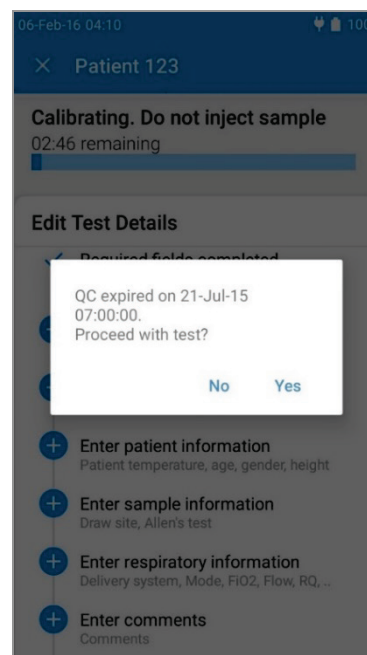 06-Feb-16 04:10
100
× Patient 123
Calibrating. Do not inject sample
02:46 remaining
Edit Test Details
Required fields completed
QC expired on 21-Jul-15
07:00:00.
Proceed with test?
No Yes
Enter patient information
Patient temperature, age, gender, height
Enter sample information
Draw site, Allen's test
Enter respiratory information
Delivery system, Mode, FiO2, Flow, RQ, ..
Enter comments
Comments